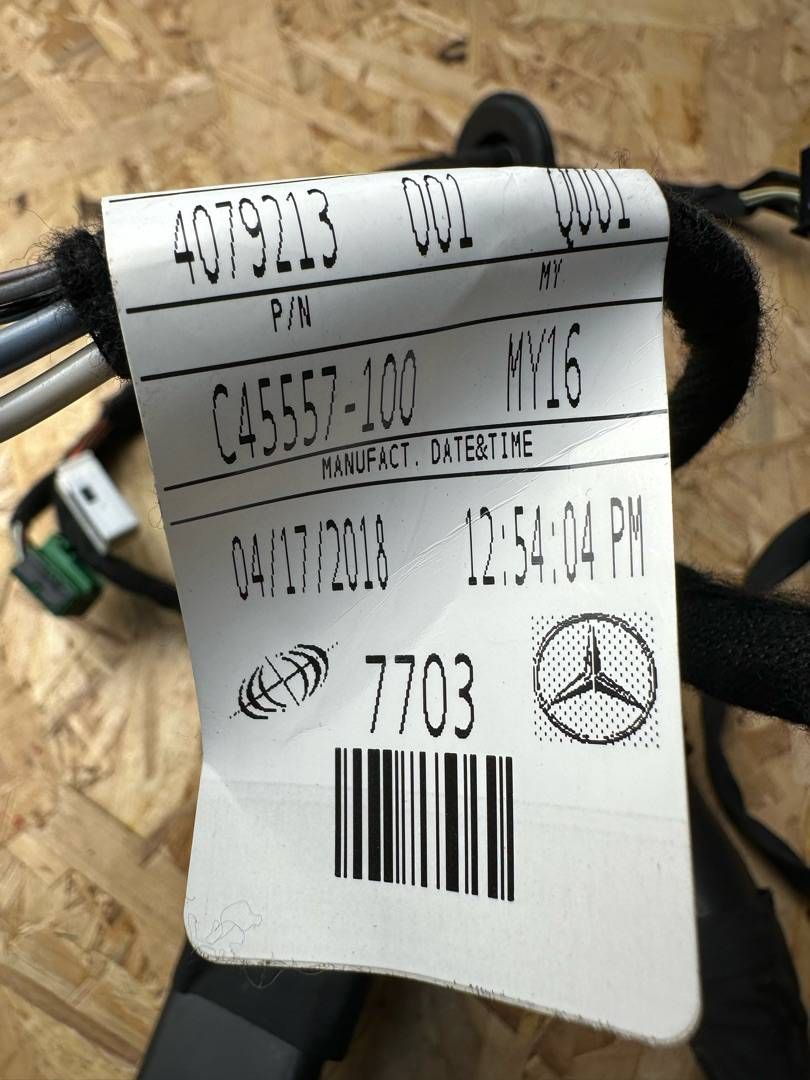 4079213 001 Q001
P/N MY
C45557-100 MY16
MANUFACT. DATE&TIME
04/17/2018 12:54:04 PM
7703